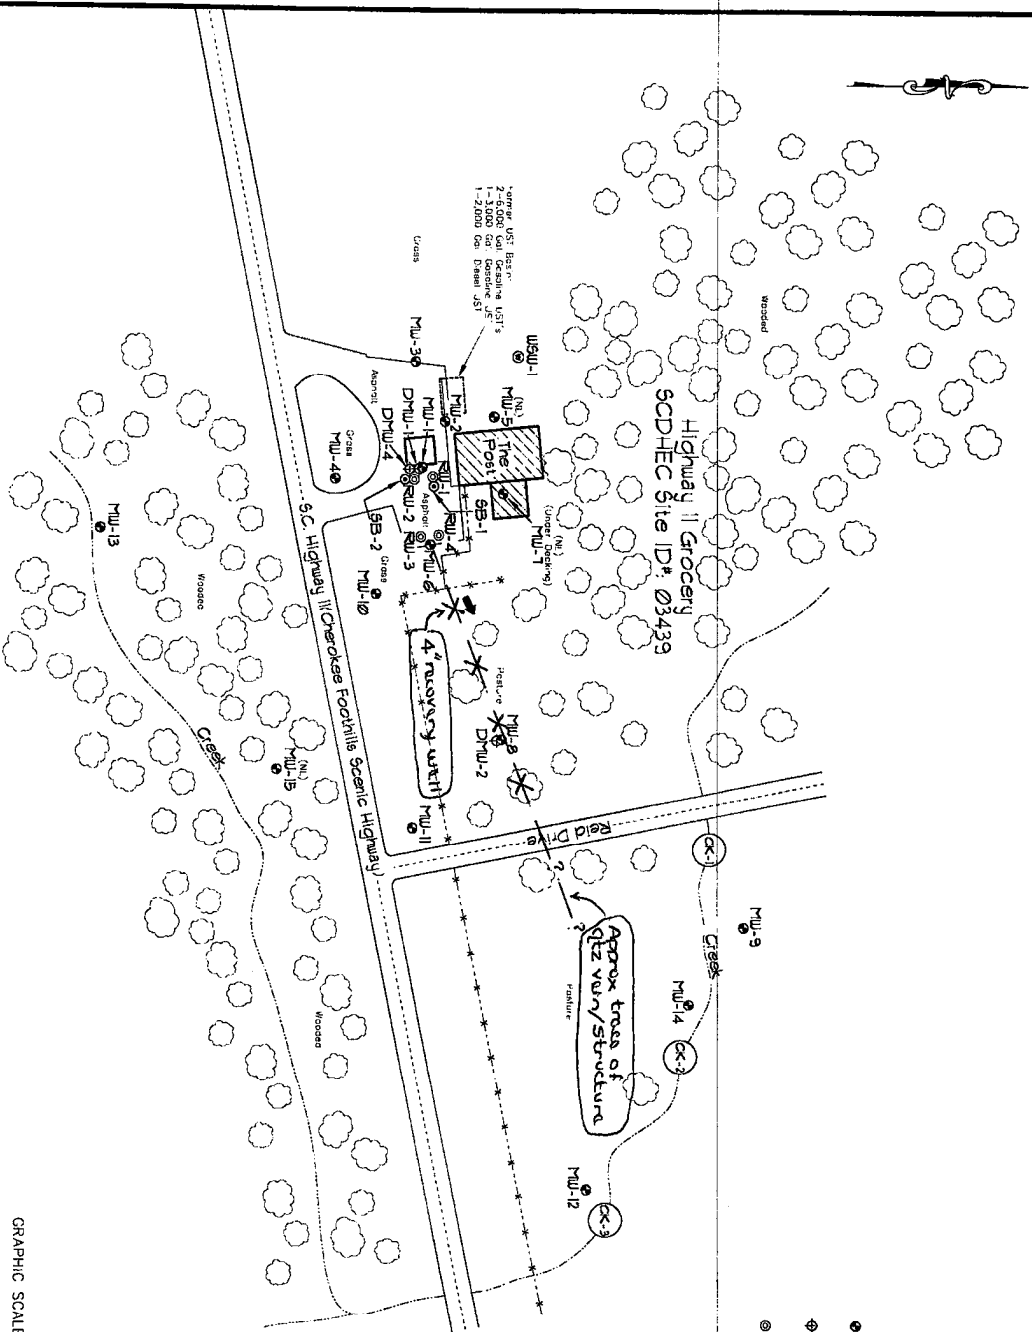 Highway 11 Grocery
SCDHEC Site ID#: 03439
Wooded
Former UST Basin:
2-6,000 Gal. Gasoline UST's
1-3,000 Gal. Gasoline UST
1-2,000 Gal. Diesel UST
WSW-1
(NL)
MW-5
The
Post
(NL)
(Under Decking)
MW-7
SB-1
MW-2
MW-1
DMW-1
DMW-4
RW-1
RW-2
RW-4
RW-3
MW-6
SB-2
Asphalt
Grass
MW-3
Asphalt
Grass
MW-4
Grass
MW-10
4" recovery well
Pasture
MW-8
DMW-2
MW-11
Reid Drive
?
?
Approx trace of
qtz vein/structure
Pasture
CK-1
Creek
MW-9
MW-14
CK-2
MW-12
CK-3
S.C. Highway 11(Cherokee Foothills Scenic Highway)
MW-13
Wooded
Creek
(NL)
MW-15
Wooded
GRAPHIC SCALE